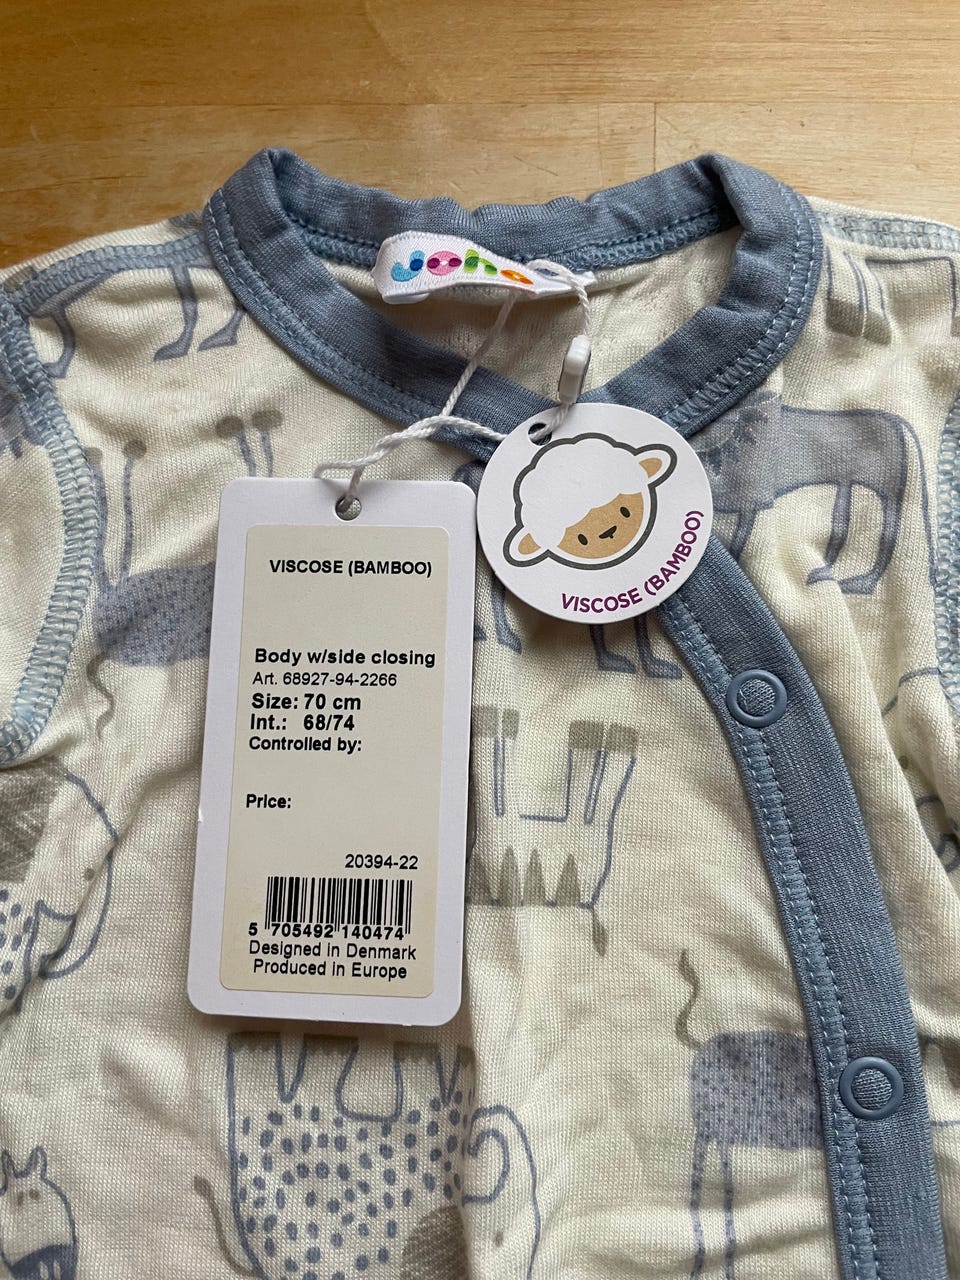 VISCOSE (BAMBOO)
VISCOSE (BAMBOO)
Body w/side closing
Art. 68927-94-2266
Size: 70 cm
Int.: 68/74
Controlled by:
Price:
20394-22
5 705492 140474
Designed in Denmark
Produced in Europe